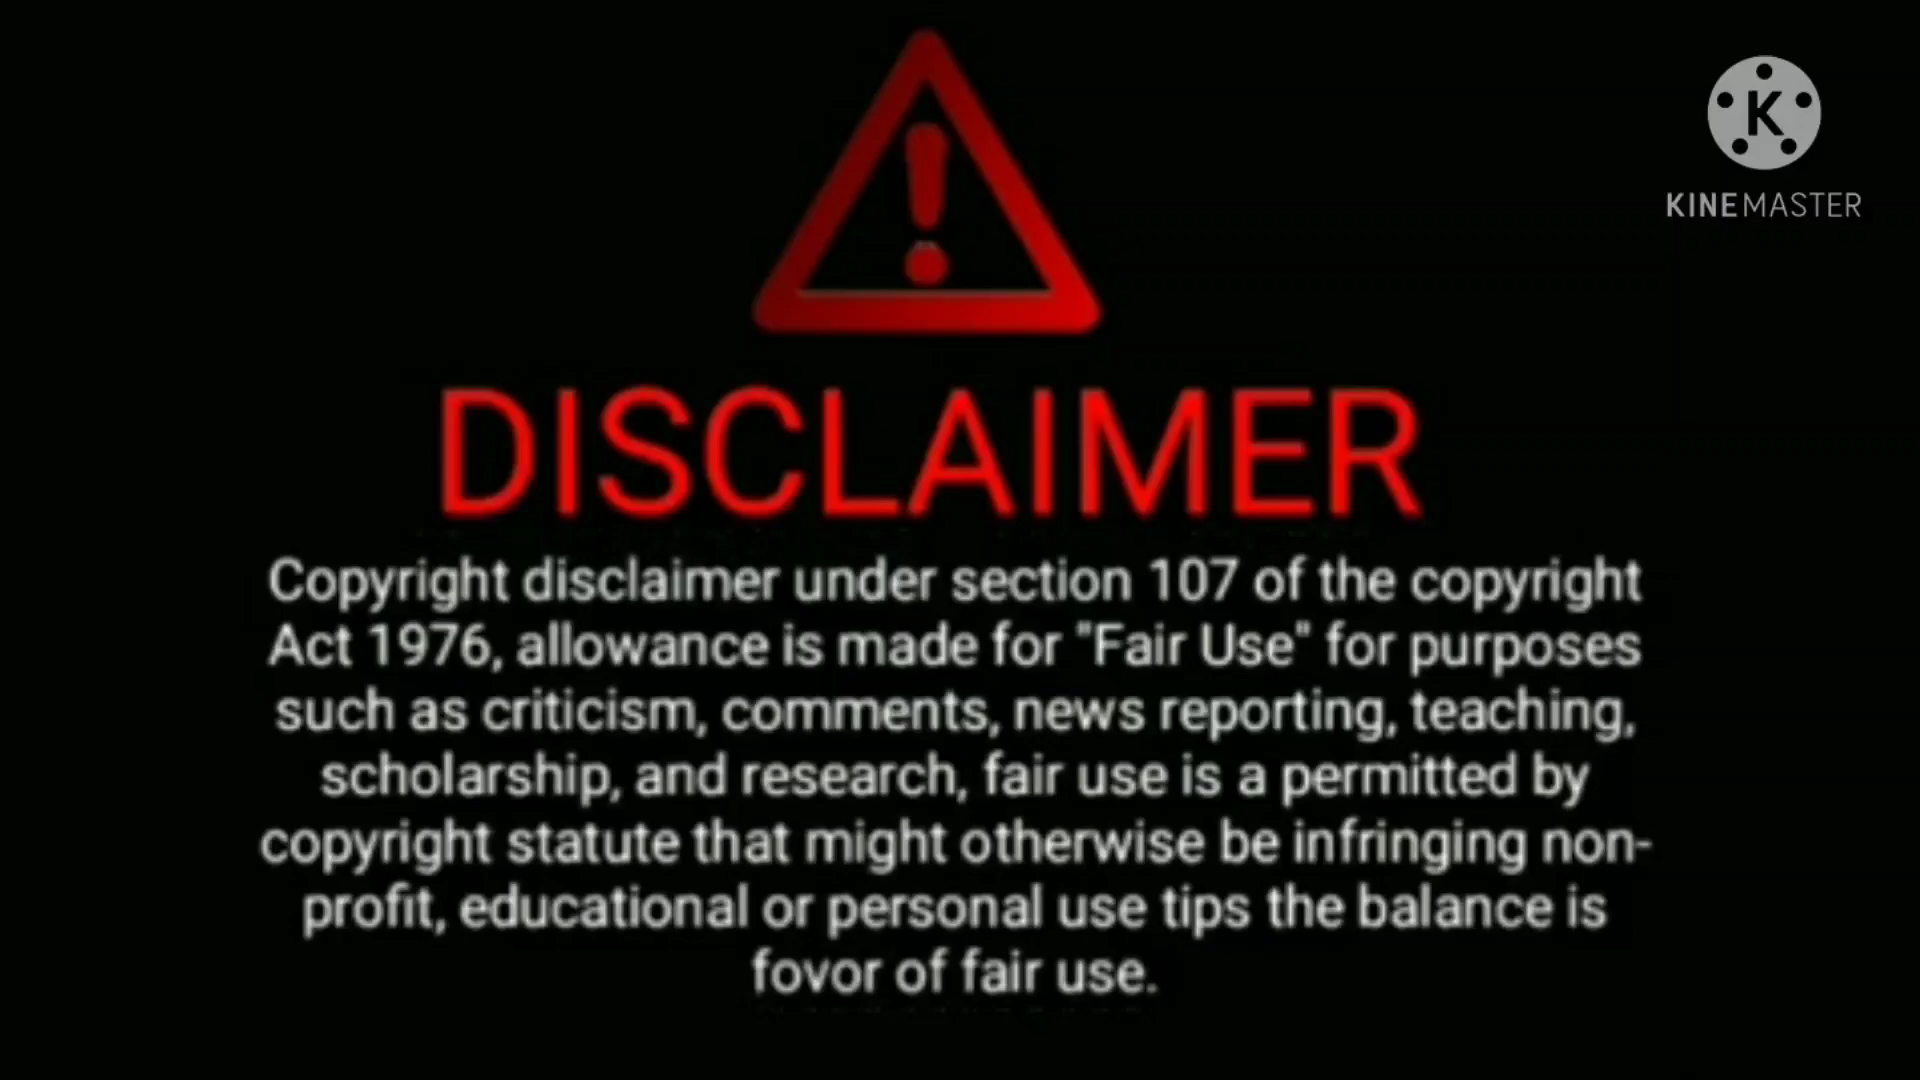 K
KINEMASTER
!
DISCLAIMER
Copyright disclaimer under section 107 of the copyright
Act 1976, allowance is made for "Fair Use" for purposes
such as criticism, comments, news reporting, teaching,
scholarship, and research, fair use is a permitted by
copyright statute that might otherwise be infringing non-
profit, educational or personal use tips the balance is
fovor of fair use.